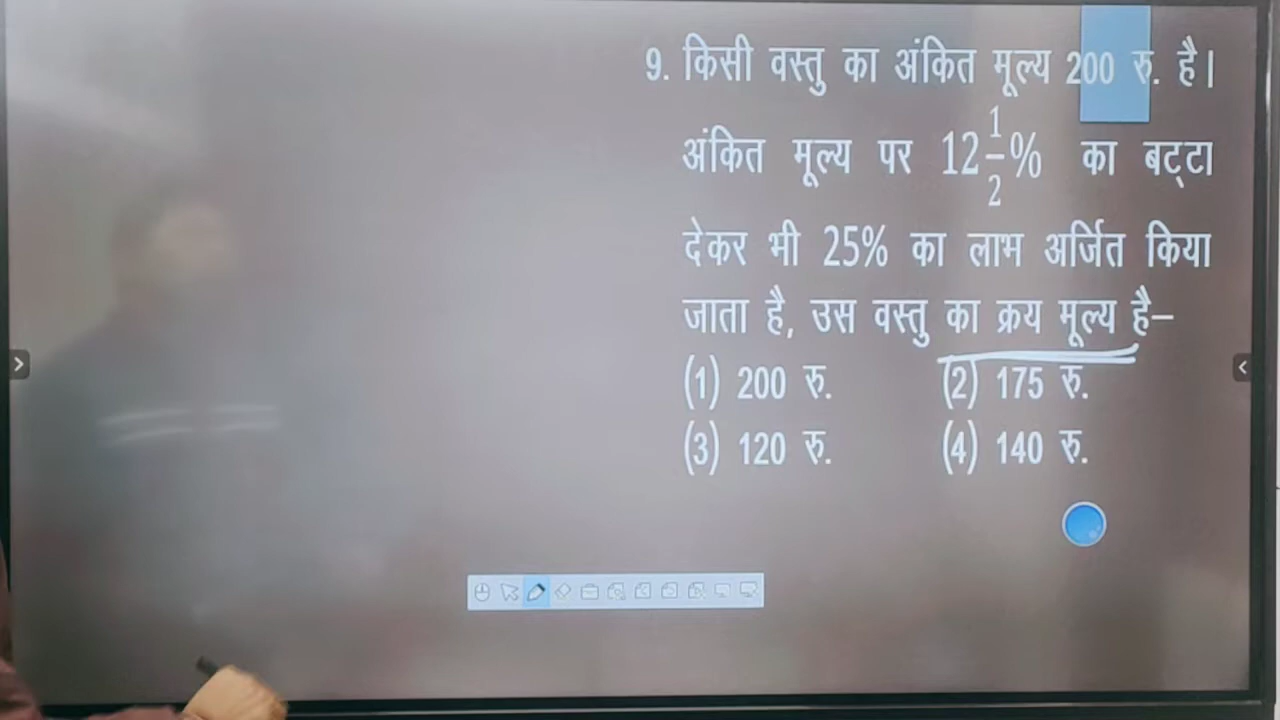 9. किसी वस्तु का अंकित मूल्य 200 रु. है।
अंकित मूल्य पर 12 1/2% का बट्टा
देकर भी 25% का लाभ अर्जित किया
जाता है, उस वस्तु का क्रय मूल्य है–
(1) 200 रु. (2) 175 रु.
(3) 120 रु. (4) 140 रु.